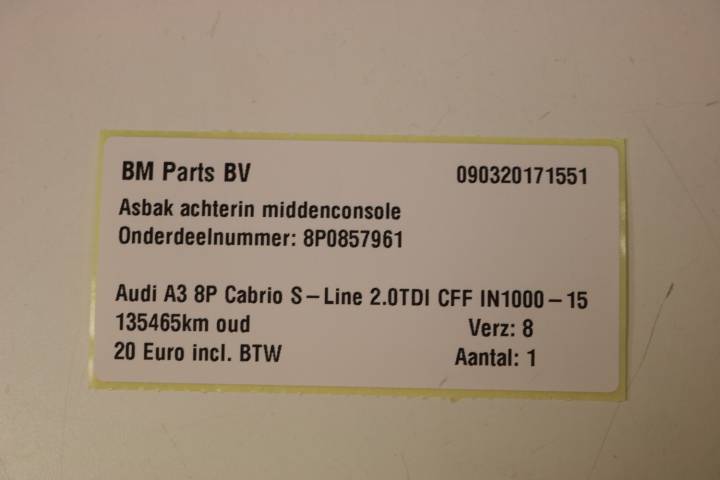 BM Parts BV 090320171551
Asbak achterin middenconsole
Onderdeelnummer: 8P0857961
Audi A3 8P Cabrio S-Line 2.0TDI CFF IN1000-15
135465km oud Verz: 8
20 Euro incl. BTW Aantal: 1